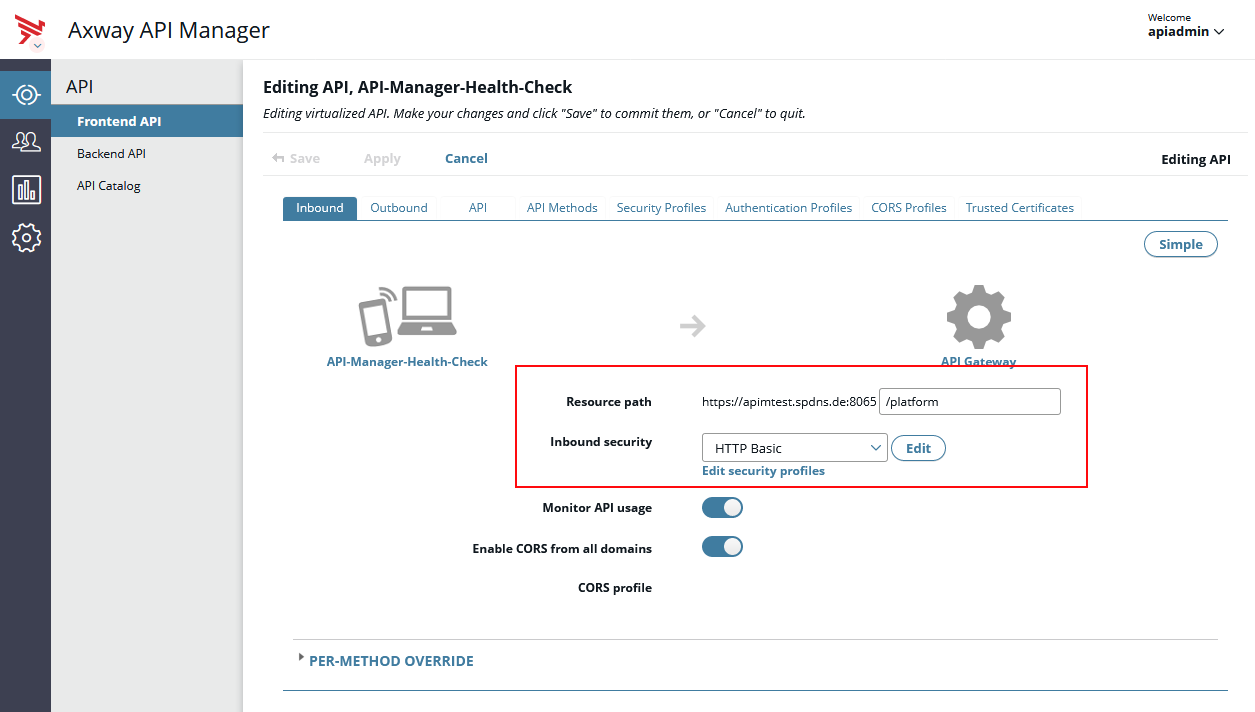 Axway API Manager
Welcome
apiadmin
API
Frontend API
Backend API
API Catalog
Editing API, API-Manager-Health-Check
Editing virtualized API. Make your changes and click "Save" to commit them, or "Cancel" to quit.
Save Apply Cancel Editing API
Inbound Outbound API API Methods Security Profiles Authentication Profiles CORS Profiles Trusted Certificates
Simple
API-Manager-Health-Check API Gateway
Resource path https://apimtest.spdns.de:8065 /platform
Inbound security HTTP Basic Edit
Edit security profiles
Monitor API usage
Enable CORS from all domains
CORS profile
PER-METHOD OVERRIDE